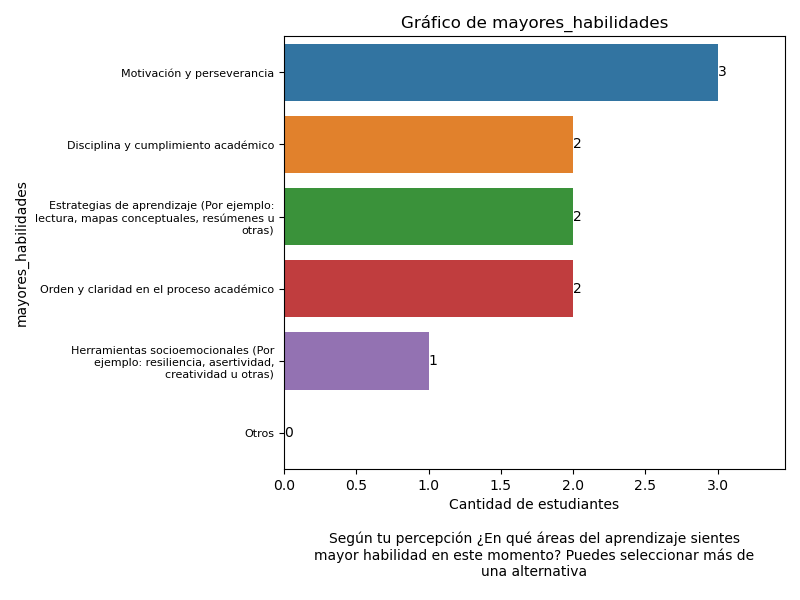 Gráfico de mayores_habilidades
mayores_habilidades
Motivación y perseverancia
3
Disciplina y cumplimiento académico
2
Estrategias de aprendizaje (Por ejemplo:
lectura, mapas conceptuales, resúmenes u
otras)
2
Orden y claridad en el proceso académico
2
Herramientas socioemocionales (Por
ejemplo: resiliencia, asertividad,
creatividad u otras)
1
Otros
0
0.0 0.5 1.0 1.5 2.0 2.5 3.0
Cantidad de estudiantes
Según tu percepción ¿En qué áreas del aprendizaje sientes
mayor habilidad en este momento? Puedes seleccionar más de
una alternativa